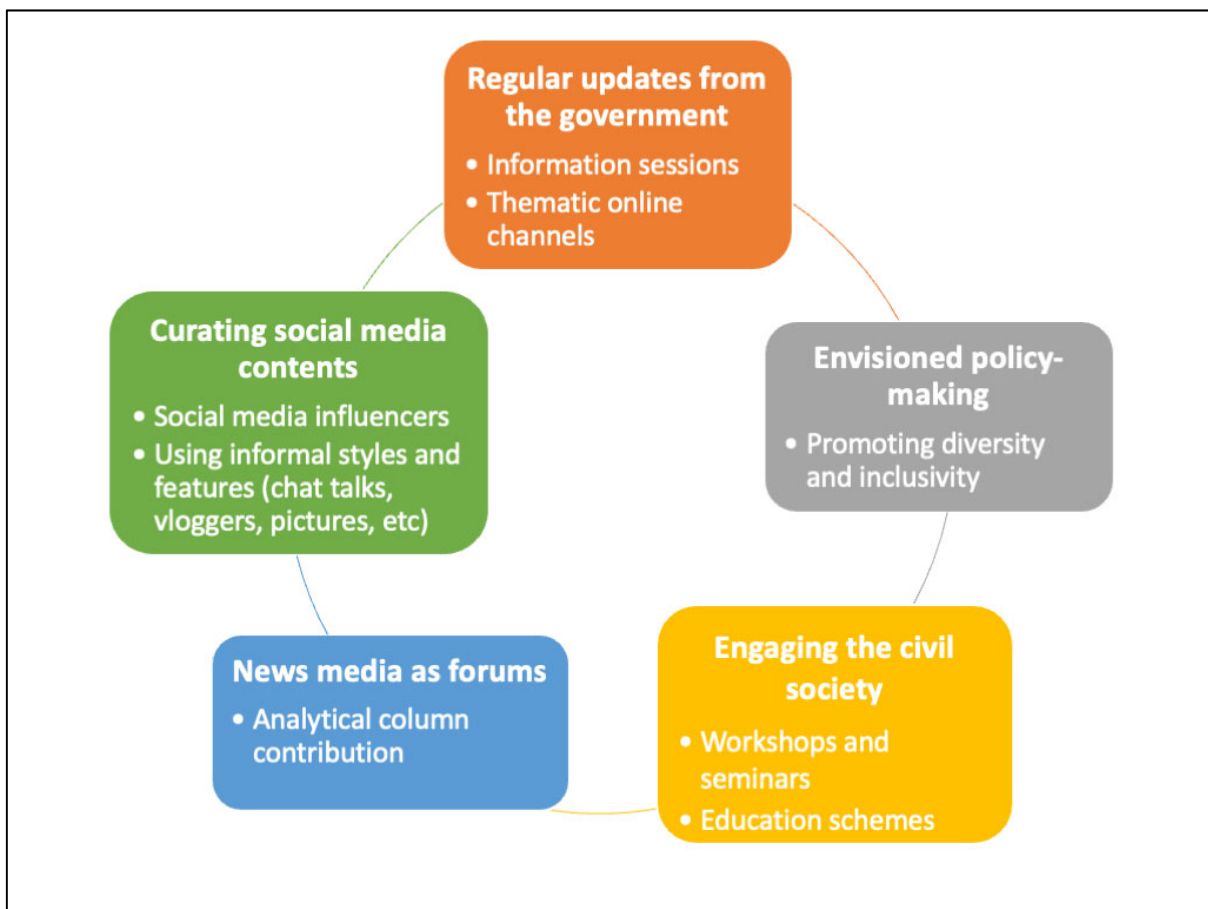 Regular updates from
the government
• Information sessions
• Thematic online
channels
Envisioned policy-
making
• Promoting diversity
and inclusivity
Engaging the civil
society
• Workshops and
seminars
• Education schemes
News media as forums
• Analytical column
contribution
Curating social media
contents
• Social media influencers
• Using informal styles and
features (chat talks,
vloggers, pictures, etc)